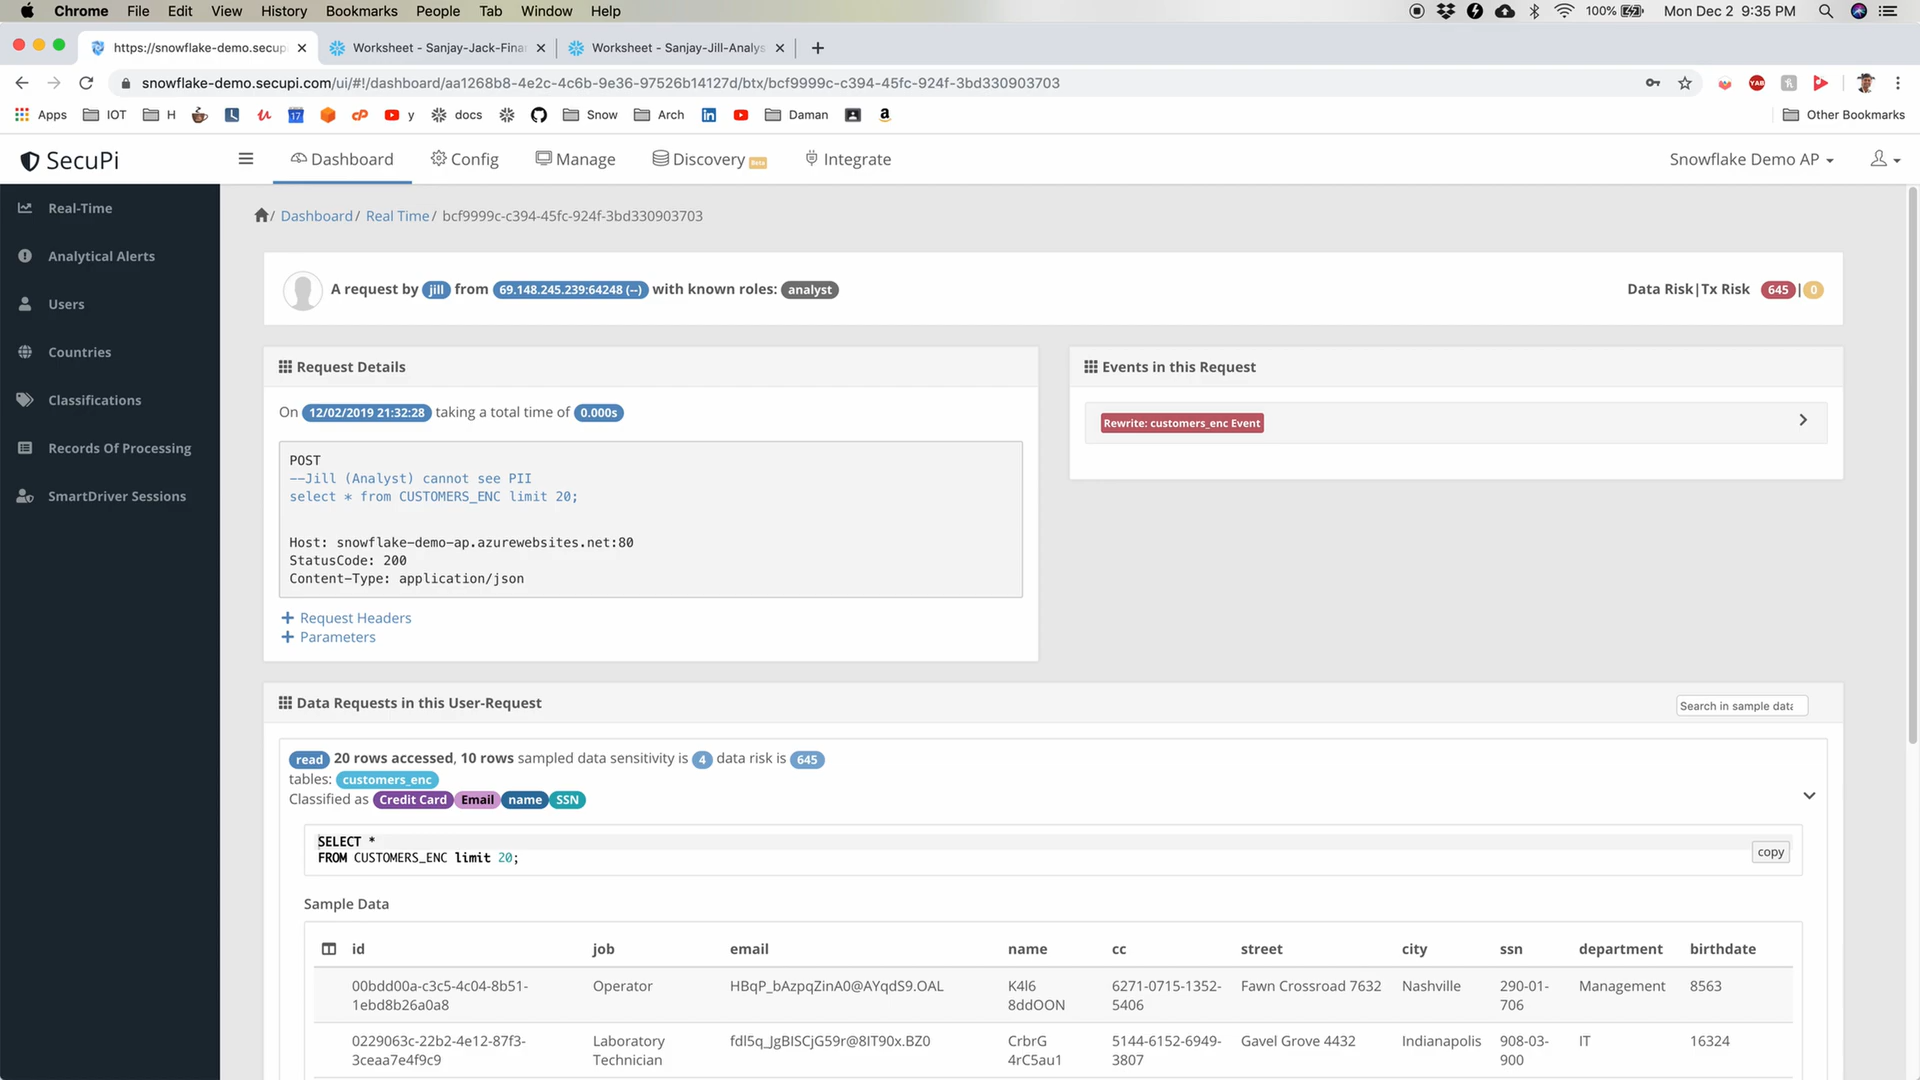 Chrome File Edit View History Bookmarks People Tab Window Help 100% Mon Dec 2 9:35 PM
https://snowflake-demo.secupi Worksheet - Sanjay-Jack-Fina Worksheet - Sanjay-Jill-Analys
snowflake-demo.secupi.com/ui/#!/dashboard/aa1268b8-4e2c-4c6b-9e36-97526b14127d/btx/bcf9999c-c394-45fc-924f-3bd330903703
Apps IOT H 17 y docs Snow Arch Daman Other Bookmarks
SecuPi Dashboard Config Manage Discovery Beta Integrate Snowflake Demo AP
Real-Time
Analytical Alerts
Users
Countries
Classifications
Records Of Processing
SmartDriver Sessions
/ Dashboard / Real Time / bcf9999c-c394-45fc-924f-3bd330903703
A request by jill from 69.148.245.239:64248 (--) with known roles: analyst Data Risk|Tx Risk 645 | 0
Request Details
On 12/02/2019 21:32:28 taking a total time of 0.000s
POST
--Jill (Analyst) cannot see PII
select * from CUSTOMERS_ENC limit 20;
Host: snowflake-demo-ap.azurewebsites.net:80
StatusCode: 200
Content-Type: application/json
+ Request Headers
+ Parameters
Events in this Request
Rewrite: customers_enc Event
Data Requests in this User-Request Search in sample data
read 20 rows accessed, 10 rows sampled data sensitivity is 4 data risk is 645
tables: customers_enc
Classified as Credit Card Email name SSN
SELECT *
FROM CUSTOMERS_ENC limit 20;
copy
Sample Data
id job email name cc street city ssn department birthdate
00bdd00a-c3c5-4c04-8b51- Operator HBqP_bAzpqZinA0@AYqdS9.OAL K4l6 6271-0715-1352- Fawn Crossroad 7632 Nashville 290-01- Management 8563
1ebd8b26a0a8 8ddOON 5406 706
0229063c-22b2-4e12-87f3- Laboratory fdl5q_JgBISCjG59r@8IT90x.BZ0 CrbrG 5144-6152-6949- Gavel Grove 4432 Indianapolis 908-03- IT 16324
3ceaa7e4f9c9 Technician 4rC5au1 3807 900